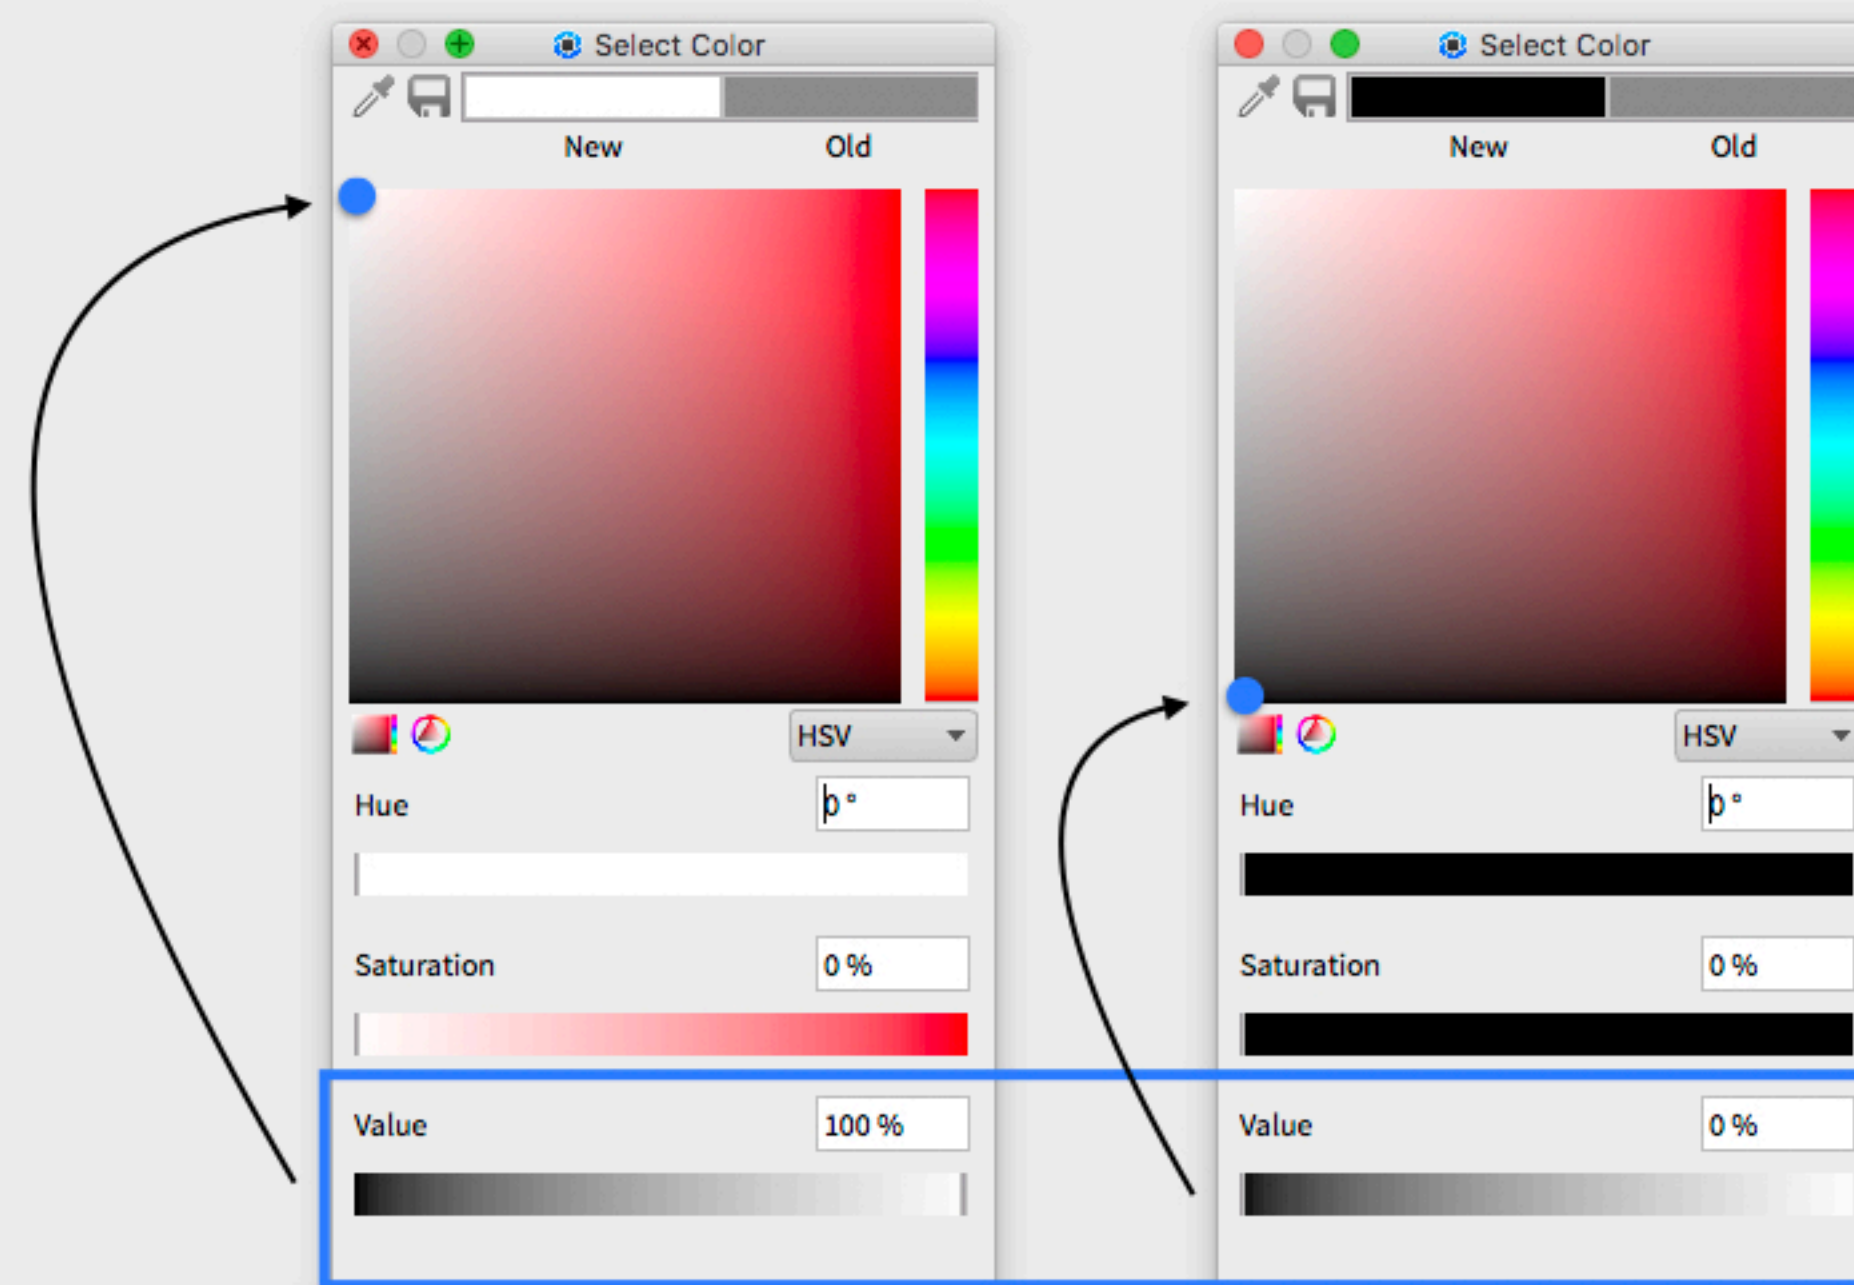 Select Color
New Old
HSV
Hue 0 °
Saturation 0 %
Value 100 %
Select Color
New Old
HSV
Hue 0 °
Saturation 0 %
Value 0 %